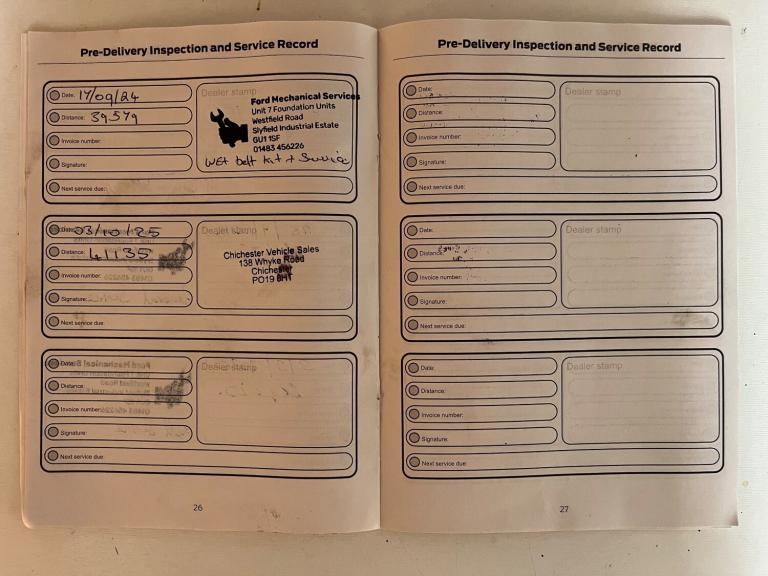 Pre-Delivery Inspection and Service Record
Date: 17/09/24
Distance: 39579
Invoice number:
Signature:
Next service due:
Dealer stamp
Ford Mechanical Services
Unit 7 Foundation Units
Westfield Road
Slyfield Industrial Estate
GU1 1SF
01483 456226
Wet belt kit + Service
Date: 03/10/25
Distance: 41135
Invoice number:
Signature:
Next service due:
Dealer stamp
Chichester Vehicle Sales
138 Whyke Road
Chichester
PO19 8HT
Date:
Distance:
Invoice number:
Signature:
Next service due:
Dealer stamp
26
Pre-Delivery Inspection and Service Record
Date:
Distance:
Invoice number:
Signature:
Next service due:
Dealer stamp
Date:
Distance:
Invoice number:
Signature:
Next service due:
Dealer stamp
Date:
Distance:
Invoice number:
Signature:
Next service due:
Dealer stamp
27